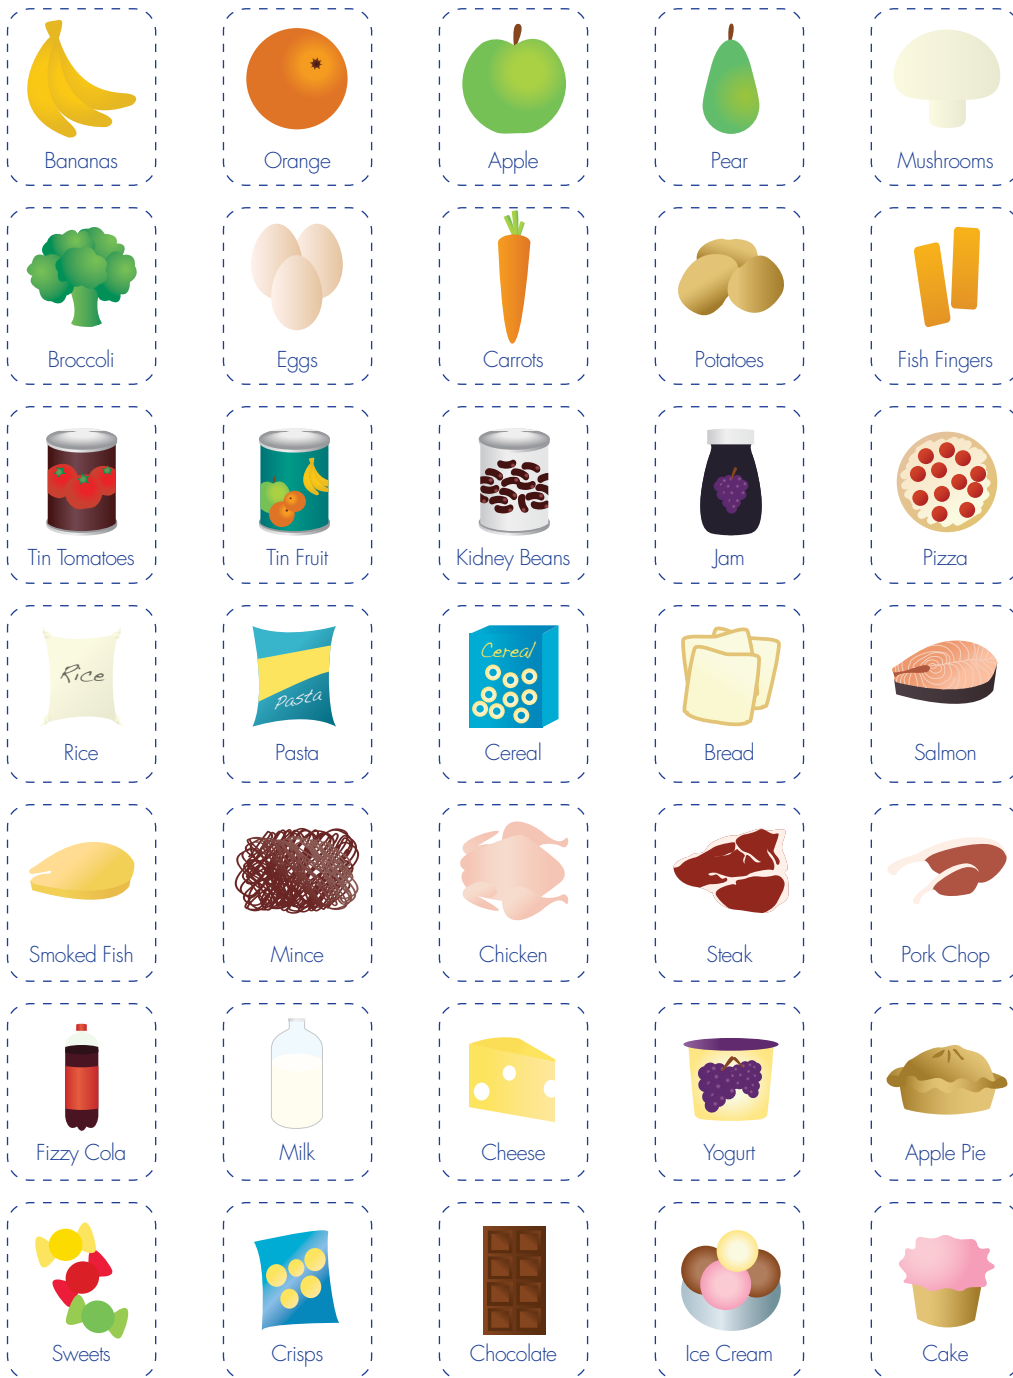 Bananas
Orange
Apple
Pear
Mushrooms
Broccoli
Eggs
Carrots
Potatoes
Fish Fingers
Tin Tomatoes
Tin Fruit
Kidney Beans
Jam
Pizza
Rice
Pasta
Cereal
Rice
Pasta
Cereal
Bread
Salmon
Smoked Fish
Mince
Chicken
Steak
Pork Chop
Fizzy Cola
Milk
Cheese
Yogurt
Apple Pie
Sweets
Crisps
Chocolate
Ice Cream
Cake